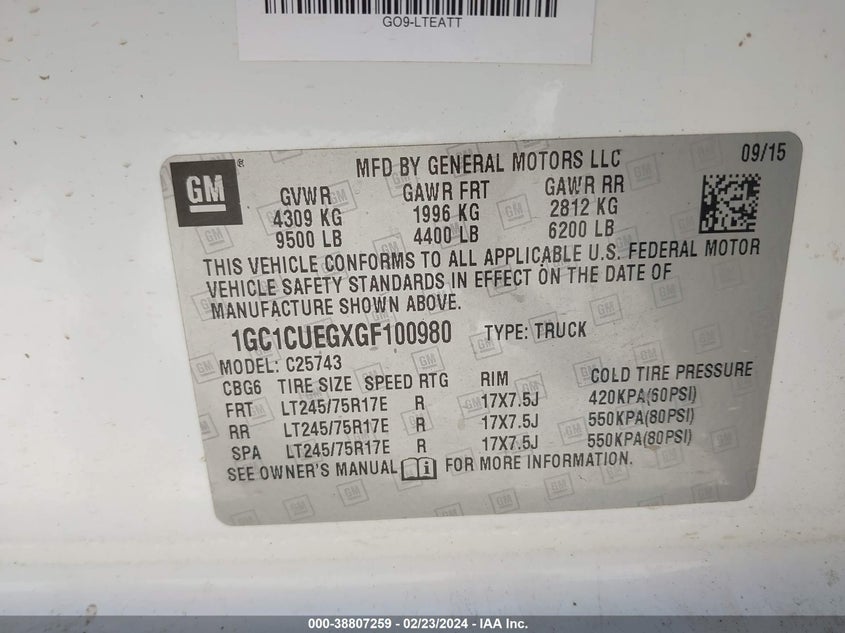 GO9-LTEATT
GM ®
MFD BY GENERAL MOTORS LLC 09/15
GVWR GAWR FRT GAWR RR
4309 KG 1996 KG 2812 KG
9500 LB 4400 LB 6200 LB
THIS VEHICLE CONFORMS TO ALL APPLICABLE U.S. FEDERAL MOTOR
VEHICLE SAFETY STANDARDS IN EFFECT ON THE DATE OF
MANUFACTURE SHOWN ABOVE.
1GC1CUEGXGF100980 TYPE: TRUCK
MODEL: C25743
CBG6 TIRE SIZE SPEED RTG RIM COLD TIRE PRESSURE
FRT LT245/75R17E R 17X7.5J 420KPA(60PSI)
RR LT245/75R17E R 17X7.5J 550KPA(80PSI)
SPA LT245/75R17E R 17X7.5J 550KPA(80PSI)
SEE OWNER'S MANUAL FOR MORE INFORMATION.
000-38807259 - 02/23/2024 - IAA Inc.